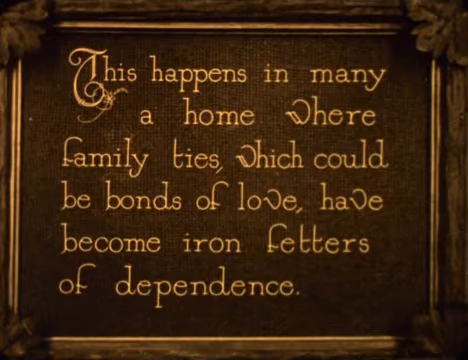 This happens in many
a home where
family ties, which could
be bonds of love, have
become iron fetters
of dependence.